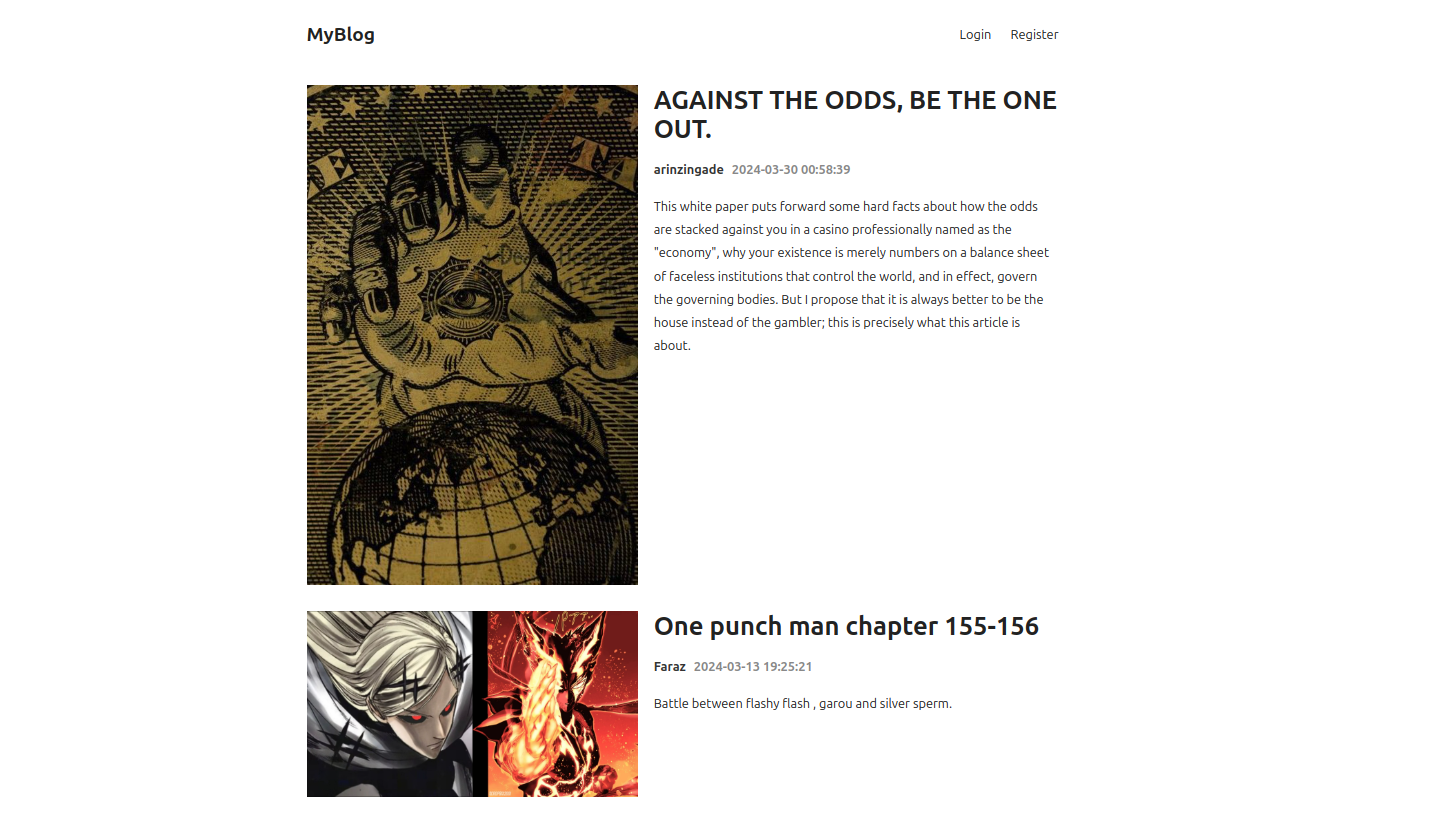 MyBlog
Login Register
AGAINST THE ODDS, BE THE ONE
OUT.
arinzingade 2024-03-30 00:58:39
This white paper puts forward some hard facts about how the odds
are stacked against you in a casino professionally named as the
"economy", why your existence is merely numbers on a balance sheet
of faceless institutions that control the world, and in effect, govern
the governing bodies. But I propose that it is always better to be the
house instead of the gambler; this is precisely what this article is
about.
One punch man chapter 155-156
Faraz 2024-03-13 19:25:21
Battle between flashy flash , garou and silver sperm.